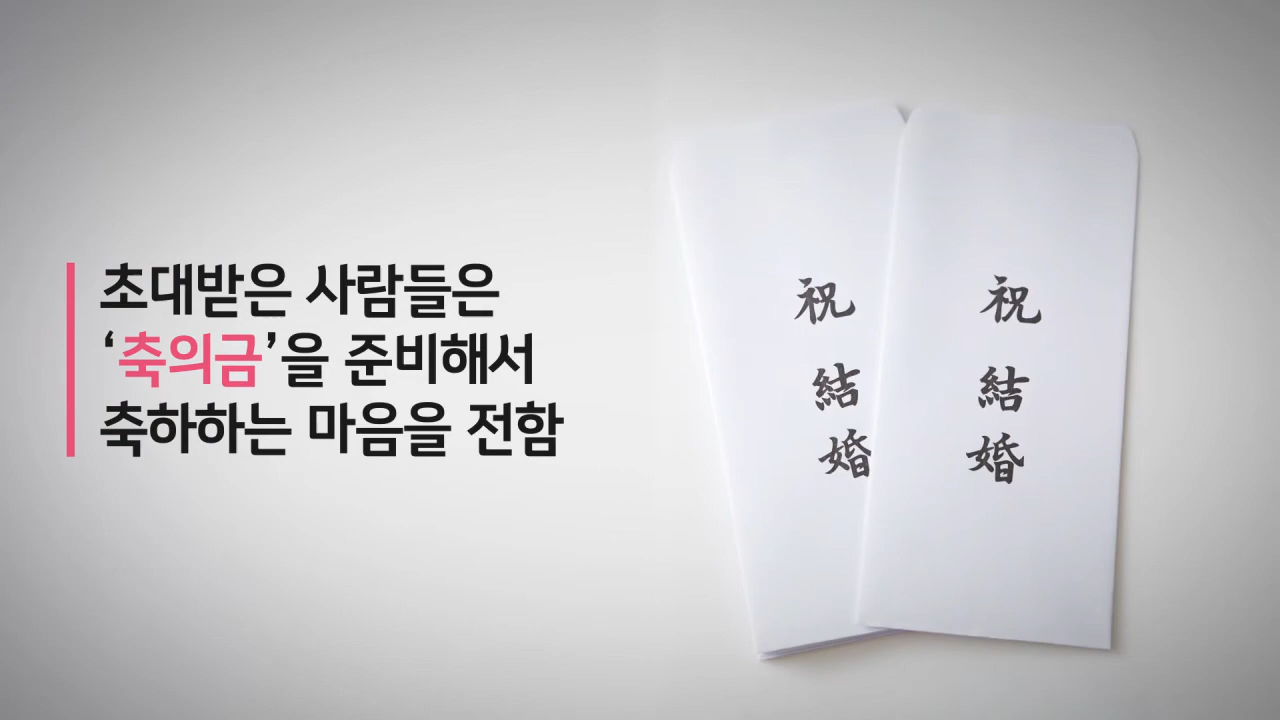 초대받은 사람들은
‘축의금’을 준비해서
축하하는 마음을 전함
祝
結
婚
祝
結
婚